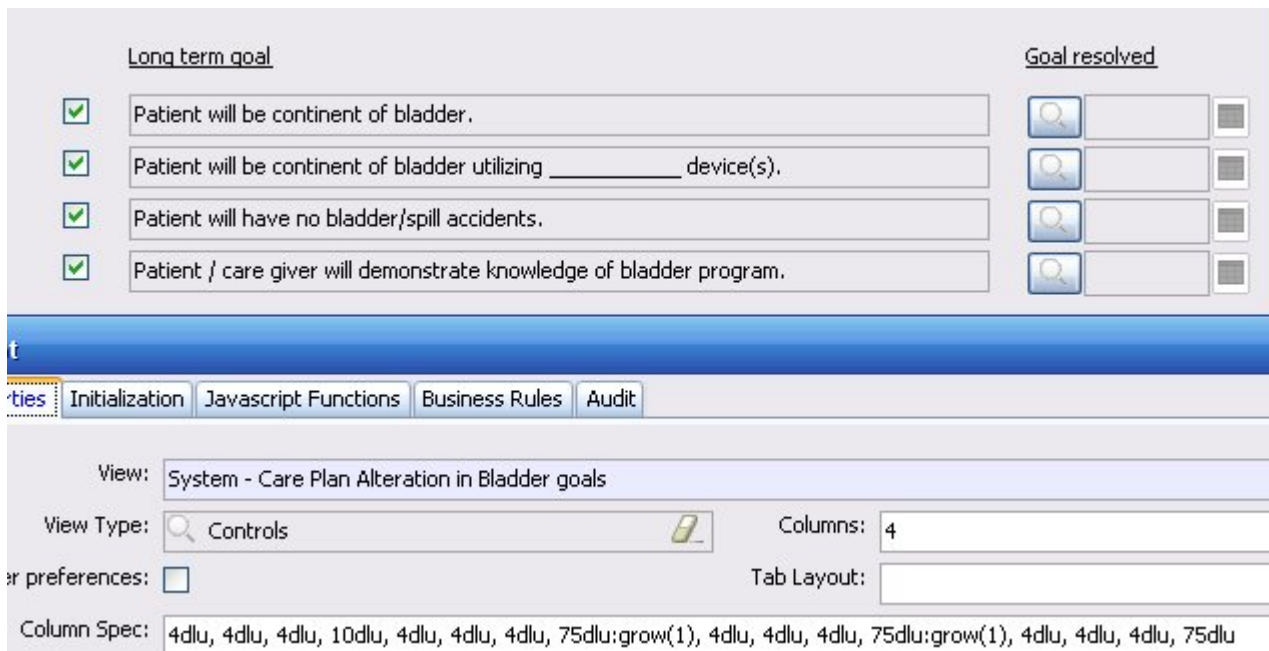 Long term goal Goal resolved
Patient will be continent of bladder.
Patient will be continent of bladder utilizing ____________ device(s).
Patient will have no bladder/spill accidents.
Patient / care giver will demonstrate knowledge of bladder program.
t
rties Initialization Javascript Functions Business Rules Audit
View: System - Care Plan Alteration in Bladder goals
View Type: Controls Columns: 4
er preferences: Tab Layout:
Column Spec: 4dlu, 4dlu, 4dlu, 10dlu, 4dlu, 4dlu, 4dlu, 75dlu:grow(1), 4dlu, 4dlu, 4dlu, 75dlu:grow(1), 4dlu, 4dlu, 4dlu, 75dlu